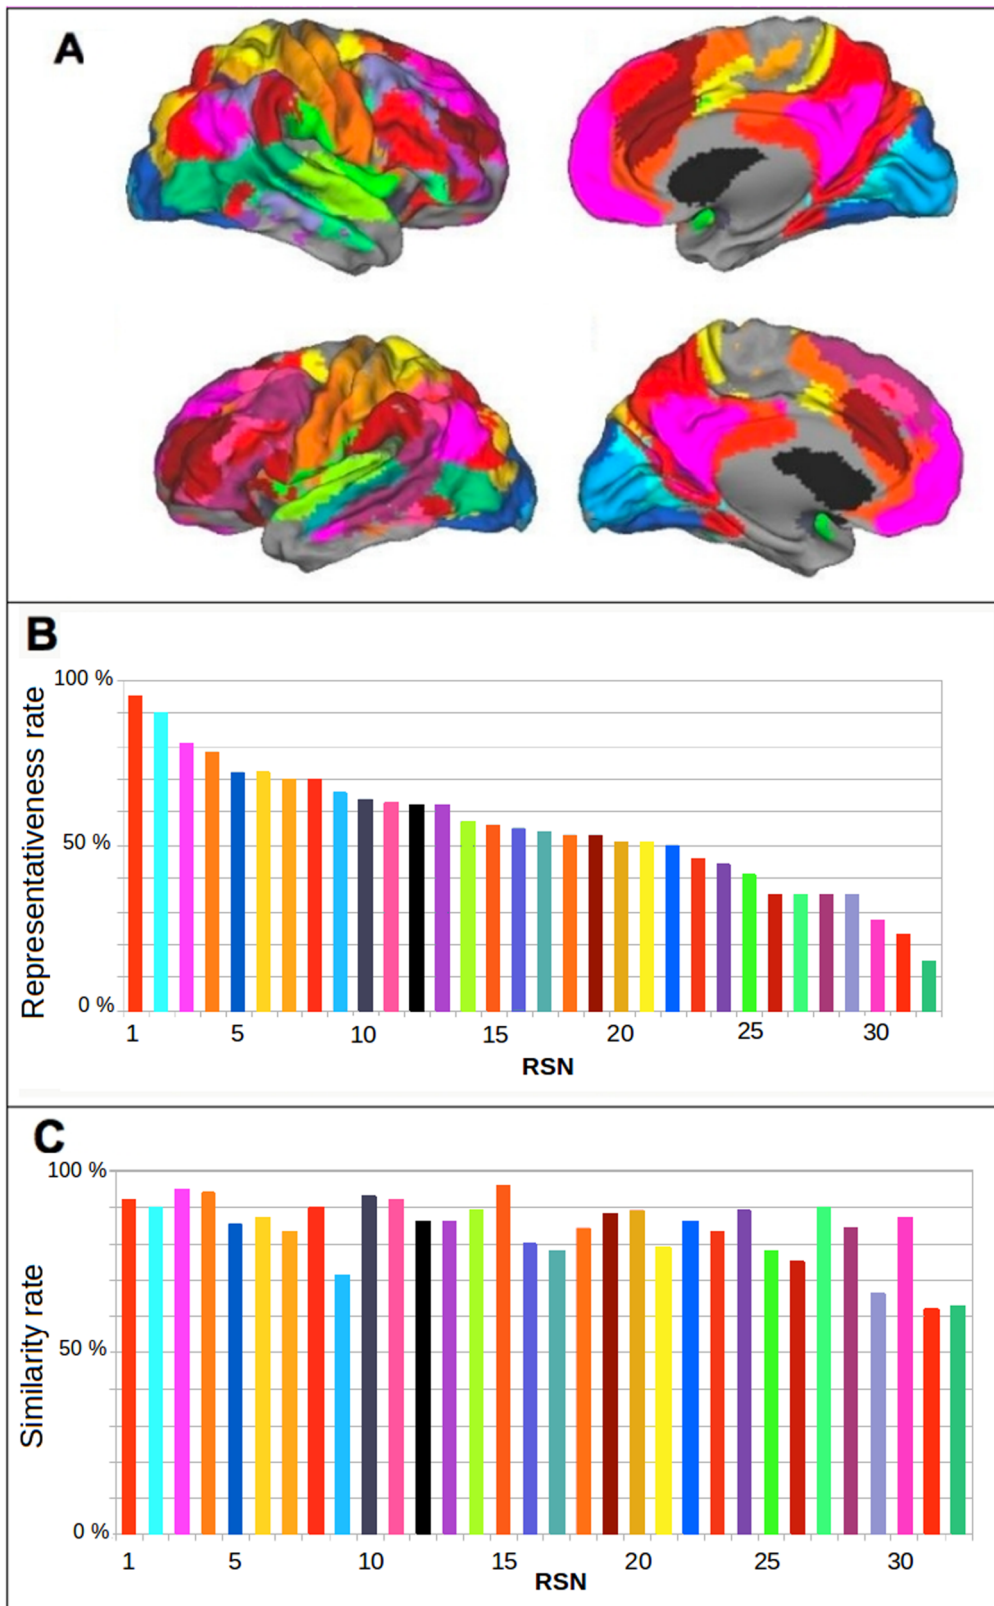 A
B
Representativeness rate
100 %
50 %
0 %
1 5 10 15 20 25 30
RSN
C
Similarity rate
100 %
50 %
0 %
1 5 10 15 20 25 30
RSN